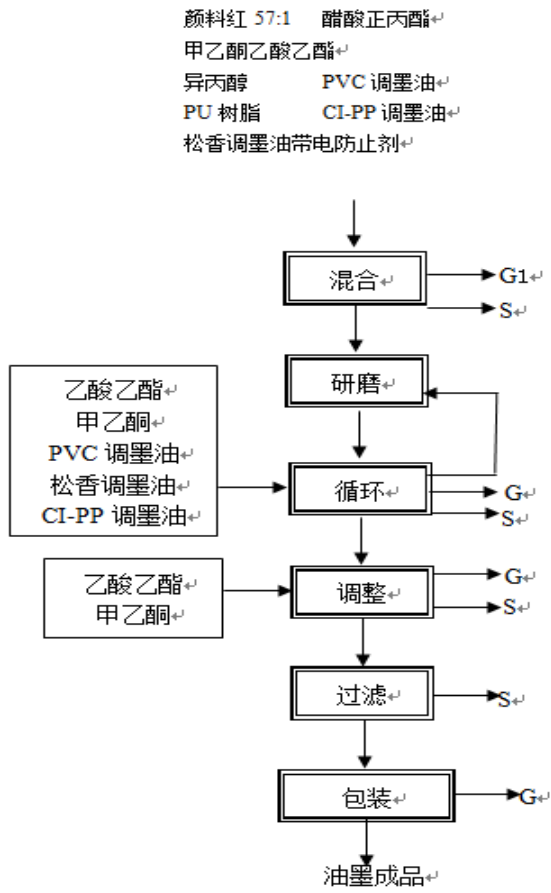 颜料红 57:1 醋酸正丙酯↵
甲乙酮乙酸乙酯↵
异丙醇 PVC 调墨油↵
PU 树脂 CI-PP 调墨油↵
松香调墨油带电防止剂↵
混合↵
G1↵
S↵
研磨↵
乙酸乙酯↵
甲乙酮↵
PVC 调墨油↵
松香调墨油↵
CI-PP 调墨油↵
循环↵
G↵
S↵
乙酸乙酯↵
甲乙酮↵
调整↵
G↵
S↵
过滤↵
S↵
包装↵
G↵
油墨成品↵